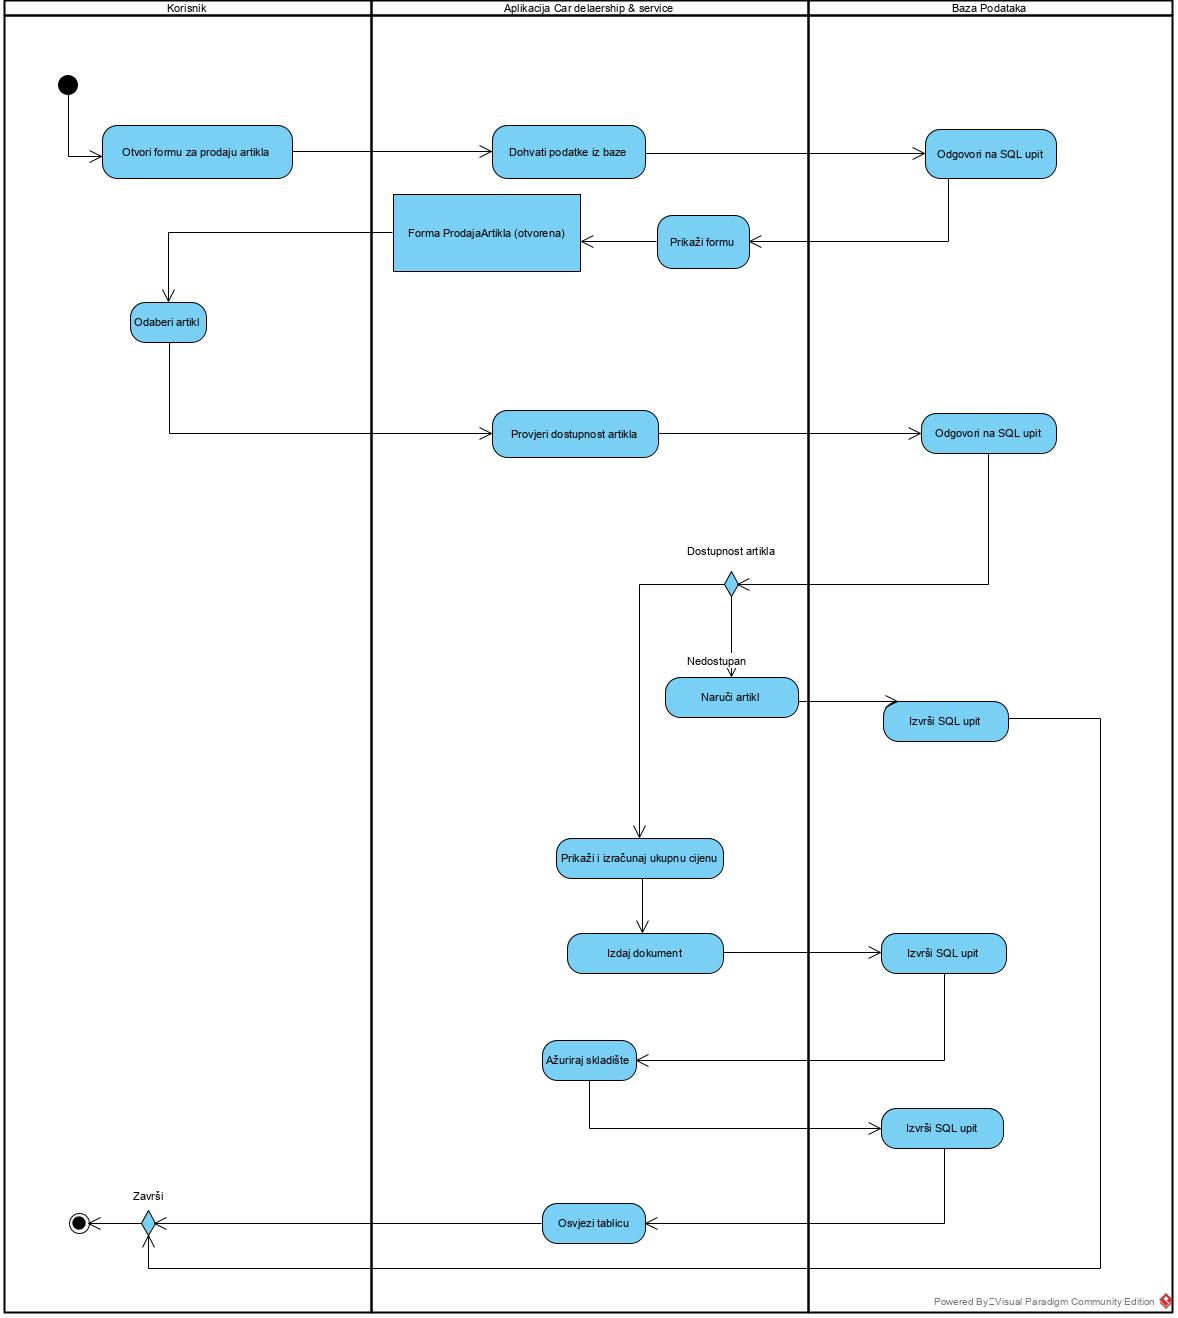 Korisnik
Aplikacija Car delaership & service
Baza Podataka
Otvori formu za prodaju artikla
Dohvati podatke iz baze
Odgovori na SQL upit
Forma ProdajaArtikla (otvorena)
Prikaži formu
Odaberi artikl
Provjeri dostupnost artikla
Odgovori na SQL upit
Dostupnost artikla
Nedostupan
Naruči artikl
Izvrši SQL upit
Prikaži i izračunaj ukupnu cijenu
Izdaj dokument
Izvrši SQL upit
Ažuriraj skladište
Izvrši SQL upit
Završi
Osvjezi tablicu
Powered By Visual Paradigm Community Edition